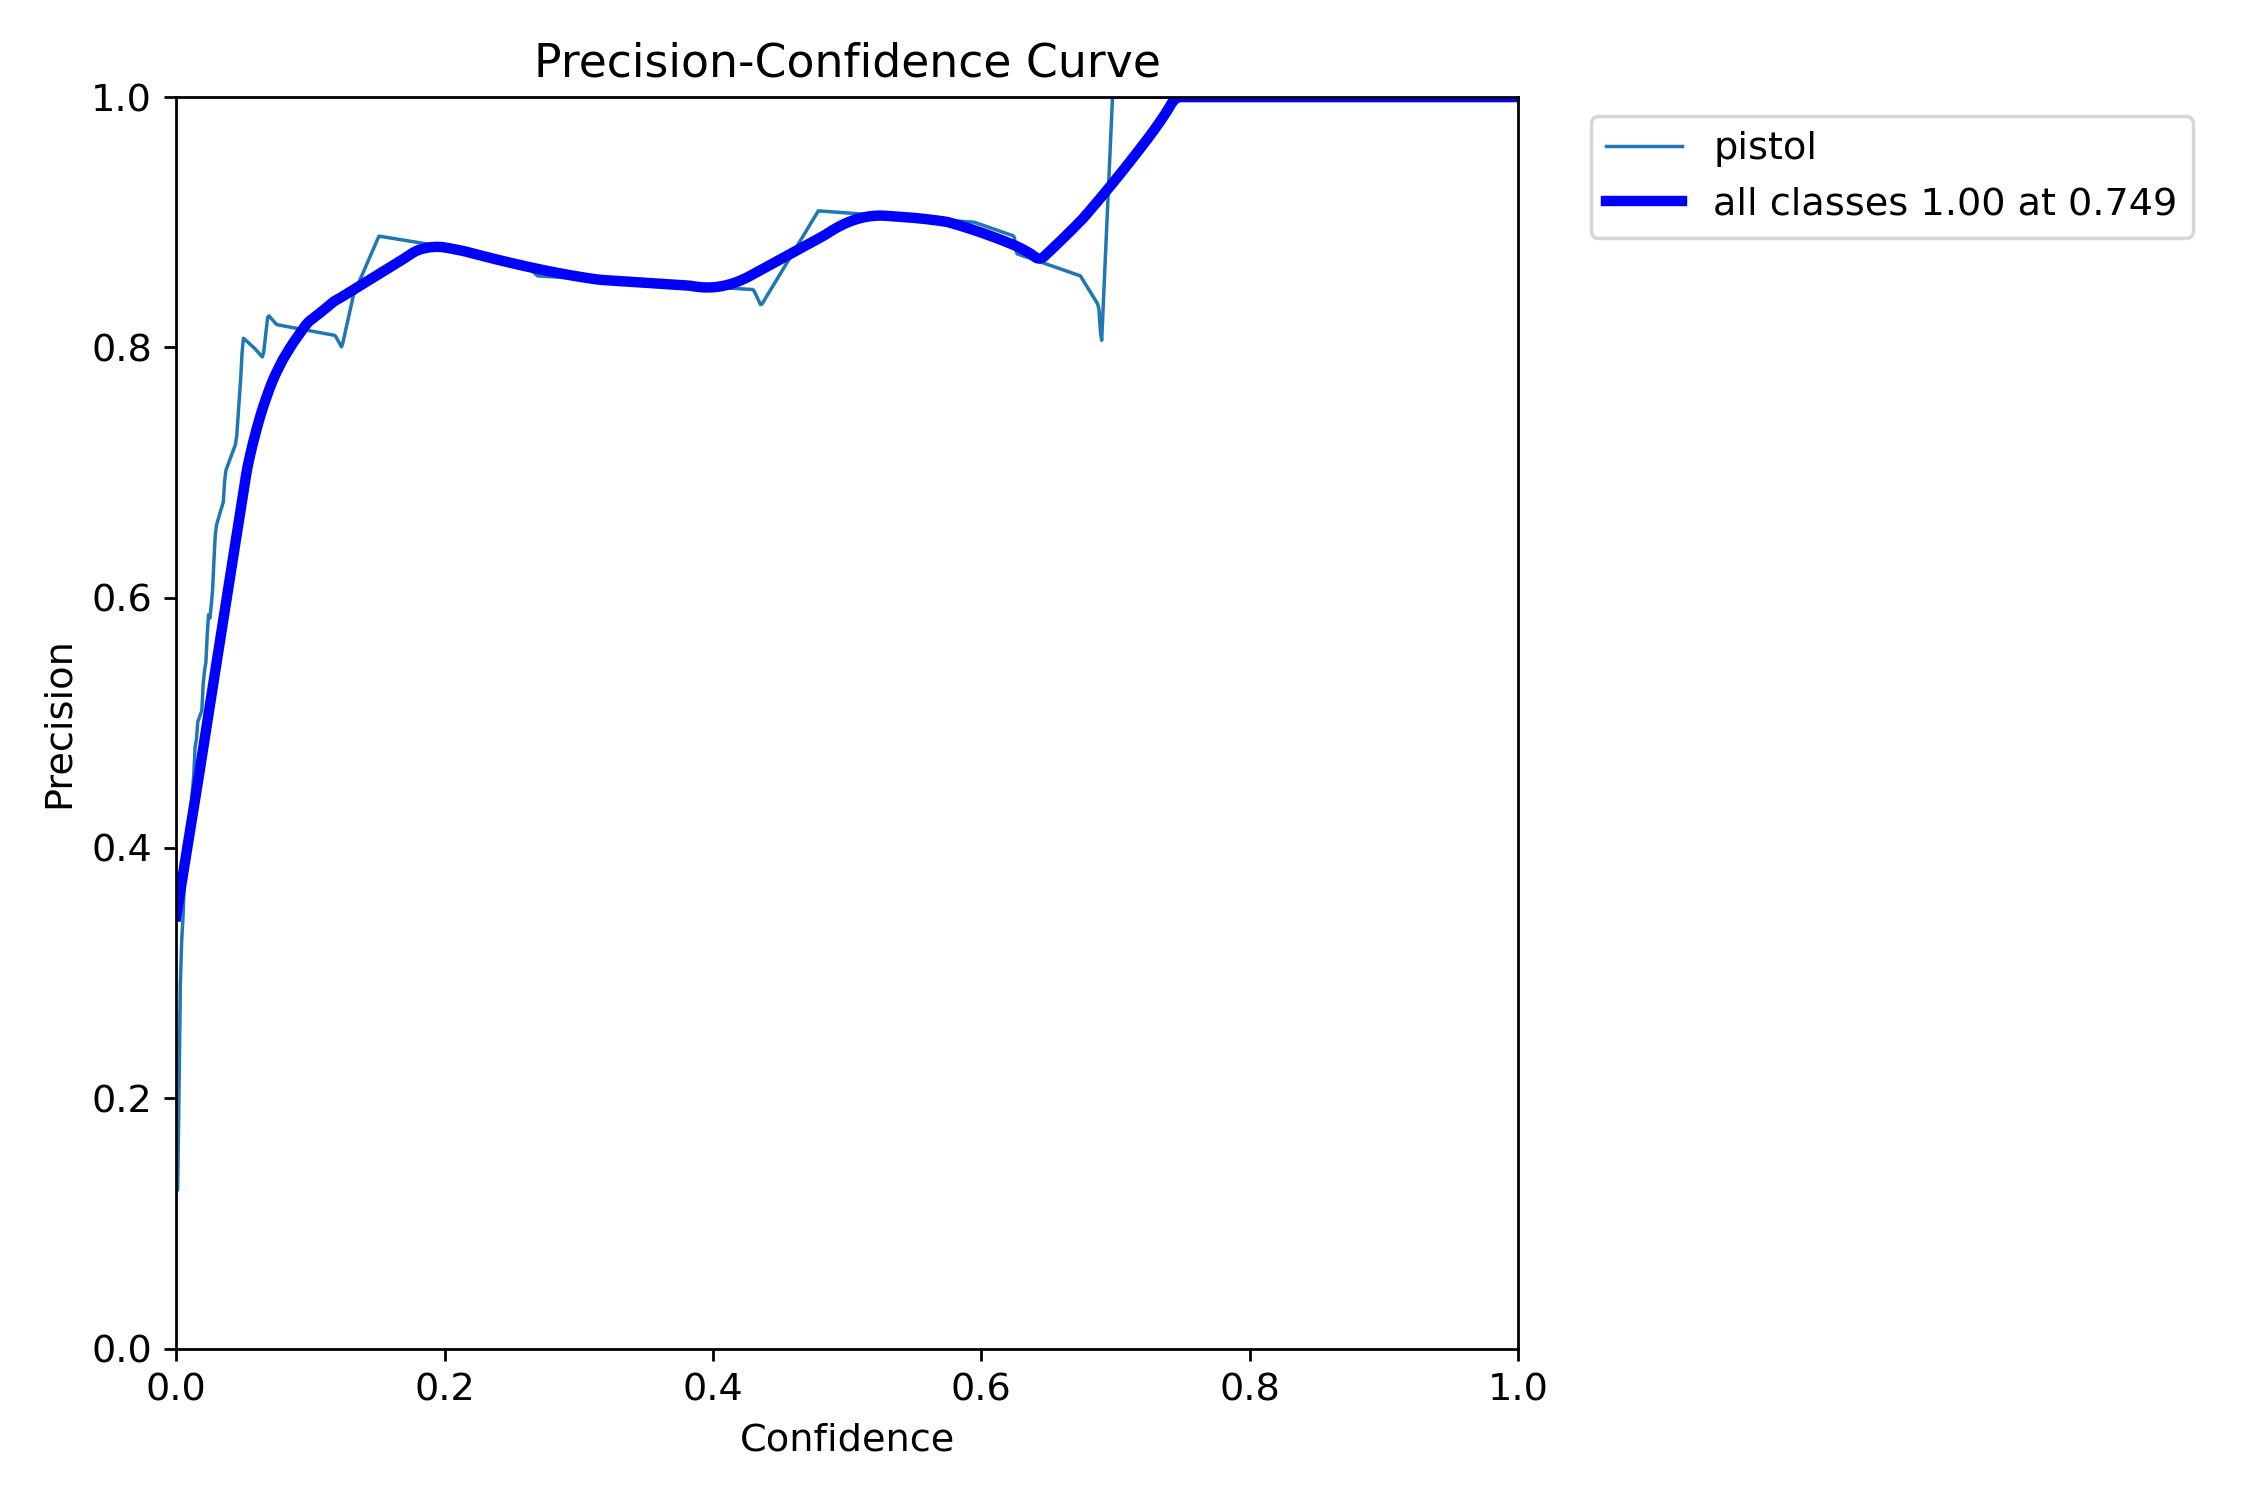 Precision-Confidence Curve
pistol
all classes 1.00 at 0.749
Precision
1.0
0.8
0.6
0.4
0.2
0.0
0.0 0.2 0.4 0.6 0.8 1.0
Confidence